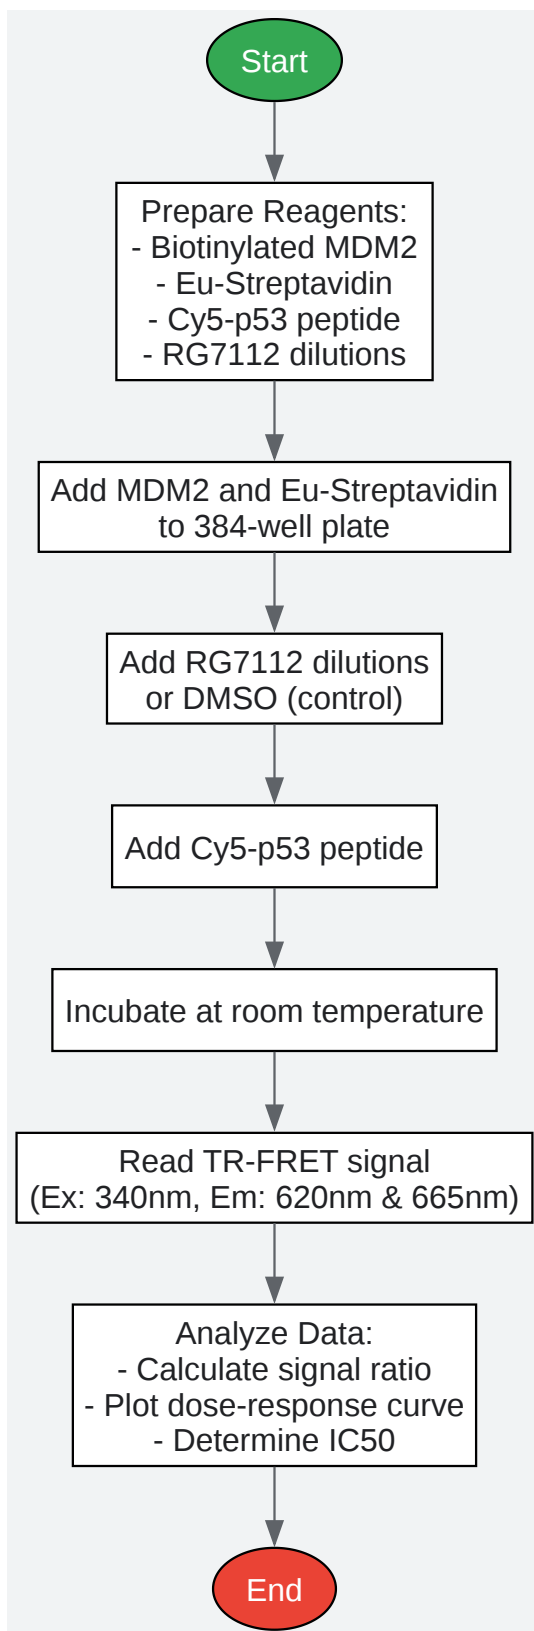 Start
Prepare Reagents:
- Biotinylated MDM2
- Eu-Streptavidin
- Cy5-p53 peptide
- RG7112 dilutions
Add MDM2 and Eu-Streptavidin
to 384-well plate
Add RG7112 dilutions
or DMSO (control)
Add Cy5-p53 peptide
Incubate at room temperature
Read TR-FRET signal
(Ex: 340nm, Em: 620nm & 665nm)
Analyze Data:
- Calculate signal ratio
- Plot dose-response curve
- Determine IC50
End